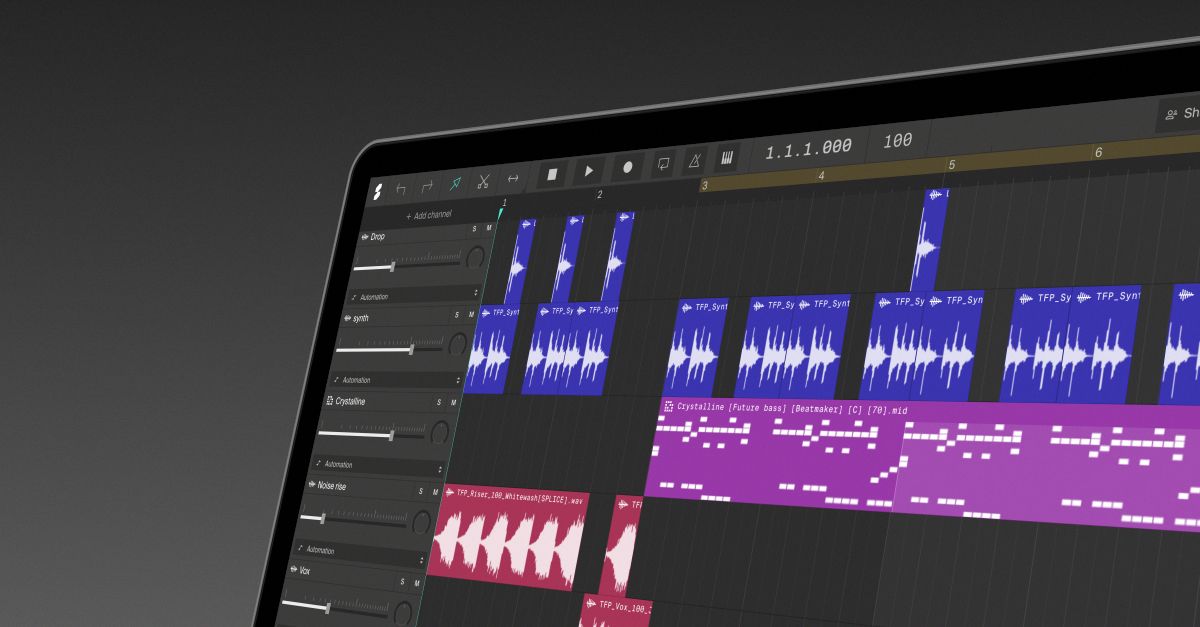 1.1.1.000 100 Sh
1 2 3 4 5 6
+ Add channel
Drop S M
Automation
synth S M
TFP_Synt TFP_Sy TFP_Synt TFP_Synt TFP_Sy TFP_Synt TFP_Sy TFP_Syn TFP_Sy TFP_Synt
Automation
Crystalline S M
Crystalline [Future bass] [Beatmaker] [C] [70].mid
Automation
Noise rise S M
TFP_Riser_100_Whitewash[SPLICE].wav TFP
Automation
Vox S M
TFP_Vox_100_